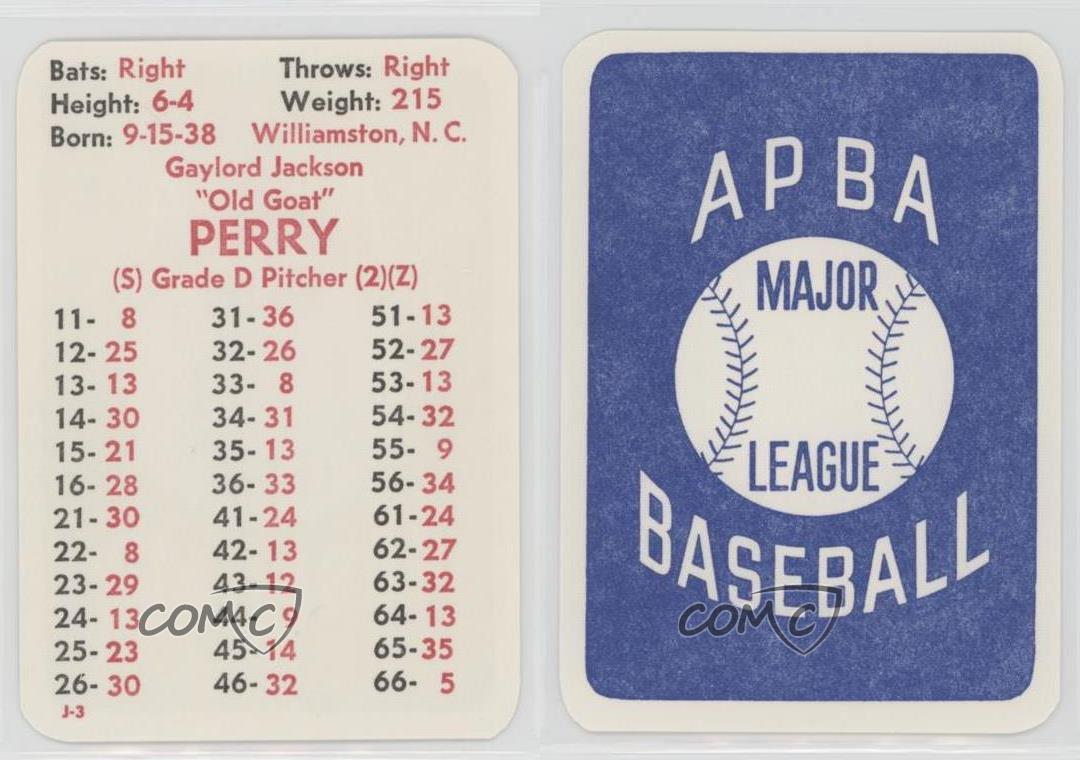 Bats: Right Throws: Right
Height: 6-4 Weight: 215
Born: 9-15-38 Williamston, N. C.
Gaylord Jackson
"Old Goat"
PERRY
(S) Grade D Pitcher (2)(Z)
11- 8 31- 36 51- 13
12- 25 32- 26 52- 27
13- 13 33- 8 53- 13
14- 30 34- 31 54- 32
15- 21 35- 13 55- 9
16- 28 36- 33 56- 34
21- 30 41- 24 61- 24
22- 8 42- 13 62- 27
23- 29 43- 12 63- 32
24- 13 44- 9 64- 13
25- 23 45- 14 65- 35
26- 30 46- 32 66- 5
J-3
COMC
APBA
MAJOR
LEAGUE
BASEBALL
COMC